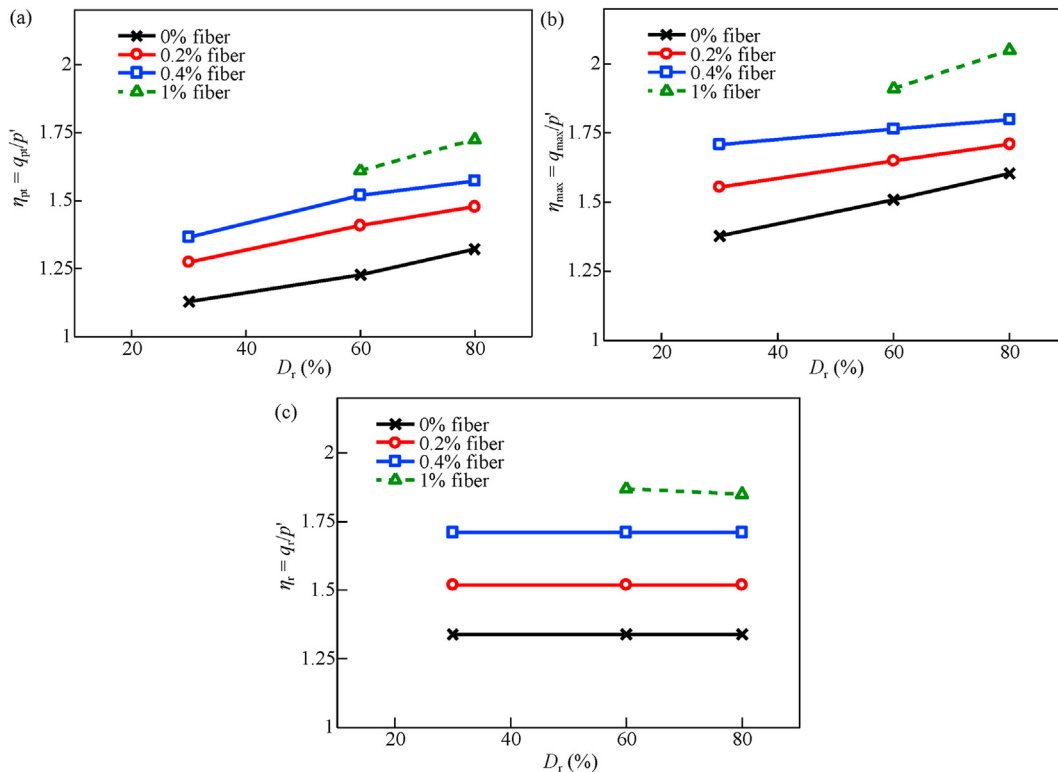 (a)
0% fiber
0.2% fiber
0.4% fiber
1% fiber
2
1.75
1.5
1.25
1
ηpt = qpt/p'
20
40
60
80
Dr (%)
(b)
0% fiber
0.2% fiber
0.4% fiber
1% fiber
2
1.75
1.5
1.25
1
ηmax = qmax/p'
20
40
60
80
Dr (%)
(c)
0% fiber
0.2% fiber
0.4% fiber
1% fiber
2
1.75
1.5
1.25
1
ηr = qr/p'
20
40
60
80
Dr (%)